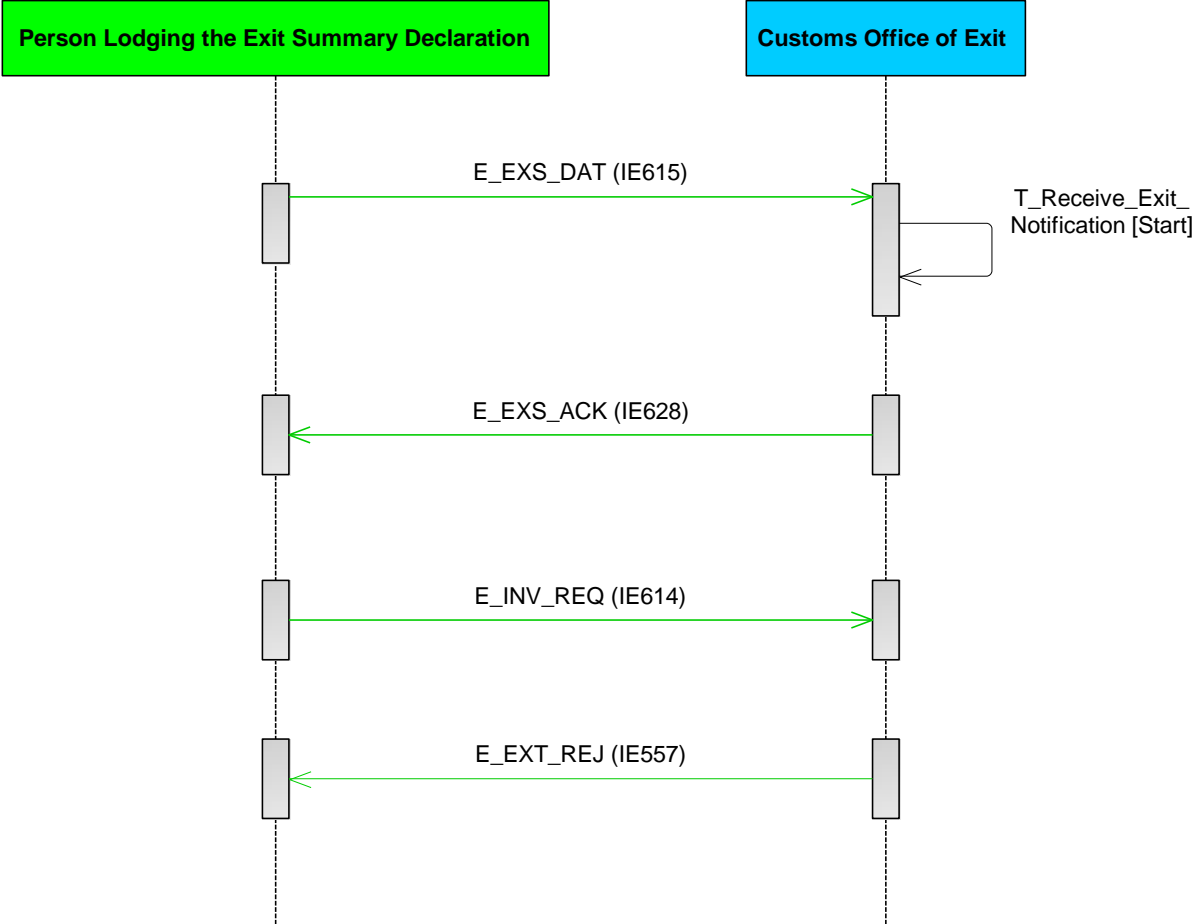 Person Lodging the Exit Summary Declaration
Customs Office of Exit
E_EXS_DAT (IE615)
T_Receive_Exit_
Notification [Start]
E_EXS_ACK (IE628)
E_INV_REQ (IE614)
E_EXT_REJ (IE557)